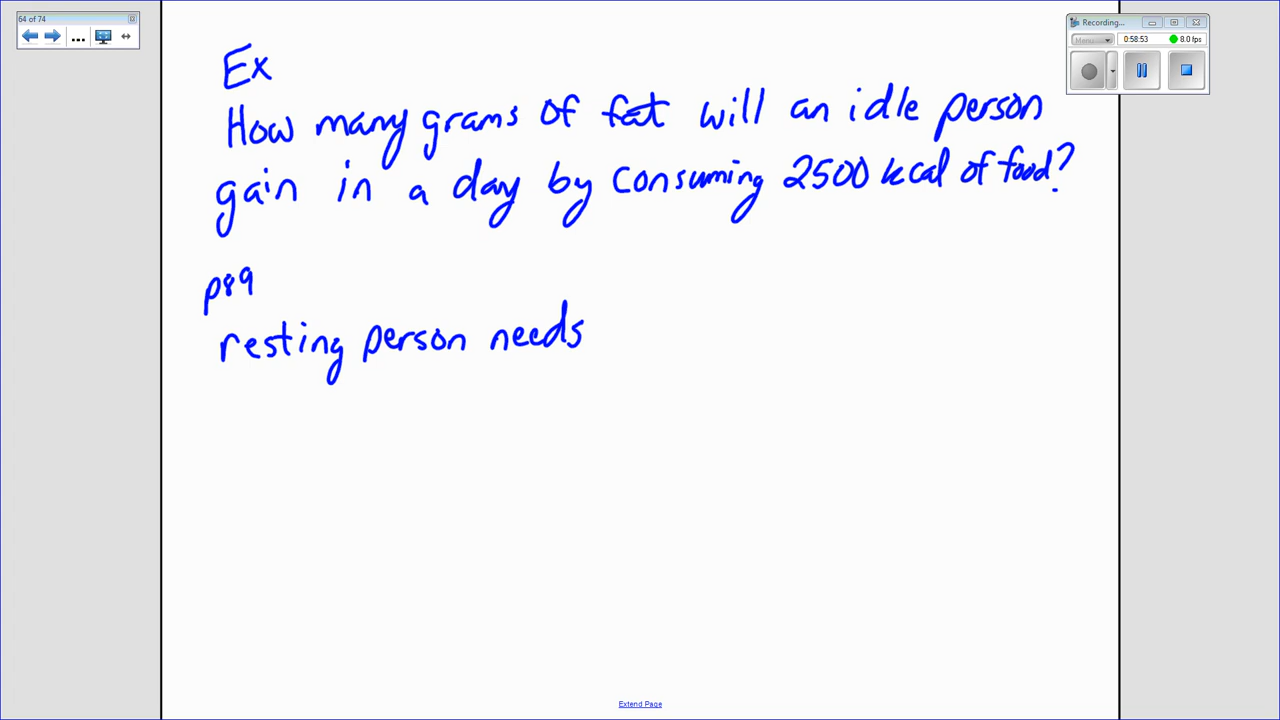 64 of 74
Recording...
Menu
0:58:53
8.0 fps
Ex
How many grams of fat will an idle person
gain in a day by consuming 2500 kcal of food?
p89
resting person needs
Extend Page